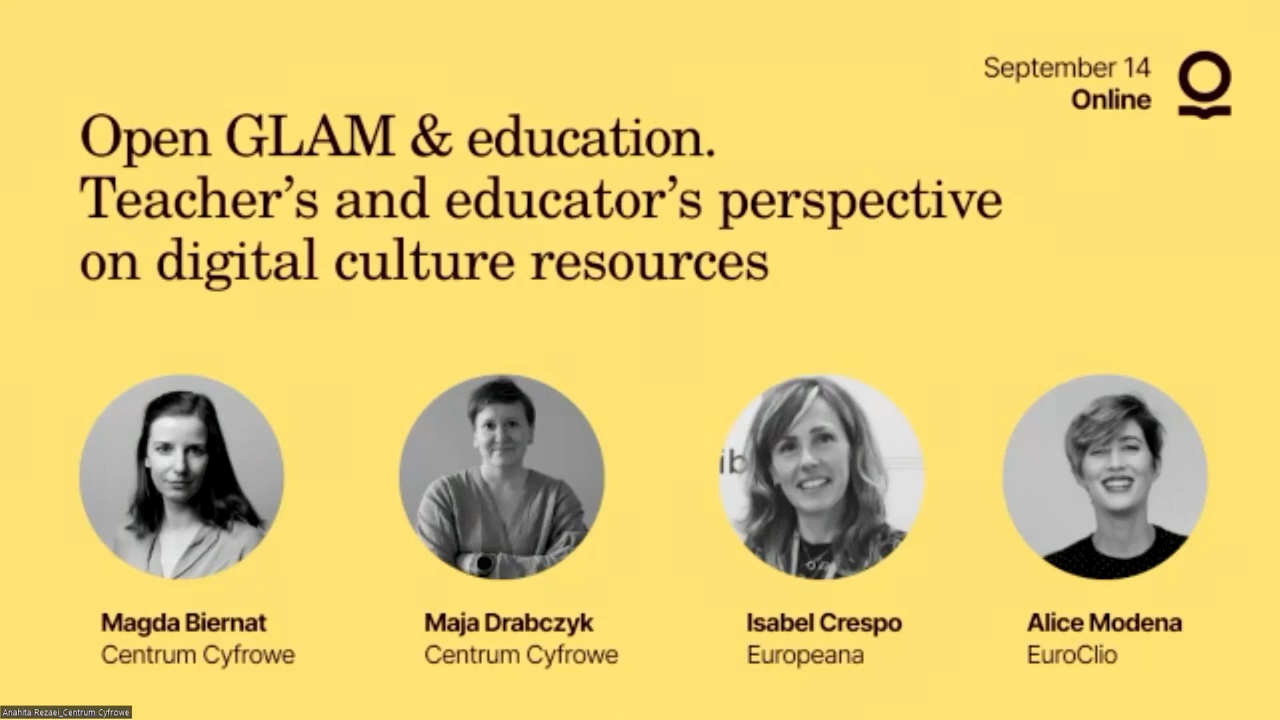 September 14
Online
Open GLAM & education.
Teacher’s and educator’s perspective
on digital culture resources
ib
Magda Biernat
Centrum Cyfrowe
Maja Drabczyk
Centrum Cyfrowe
Isabel Crespo
Europeana
Alice Modena
EuroClio
Anahita Rezaei_Centrum Cyfrowe